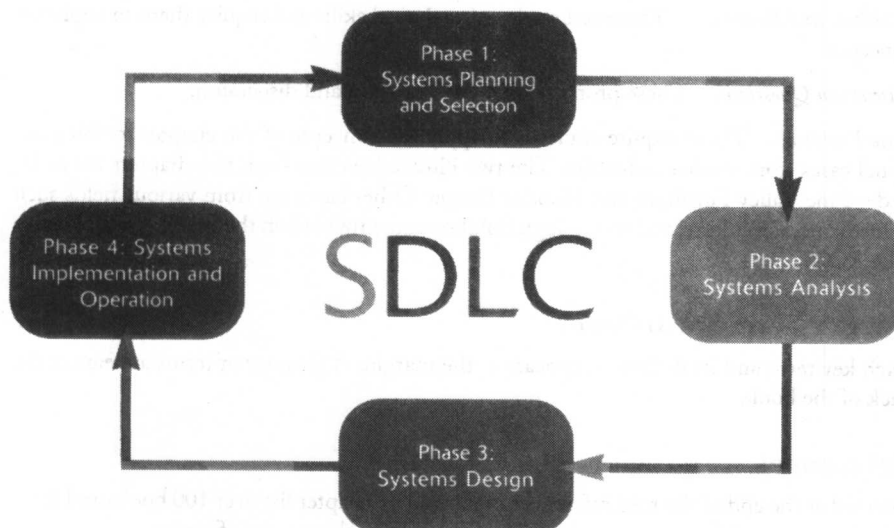 Phase 1:
Systems Planning
and Selection
Phase 4: Systems
Implementation and
Operation
SDLC
Phase 2:
Systems Analysis
Phase 3:
Systems Design